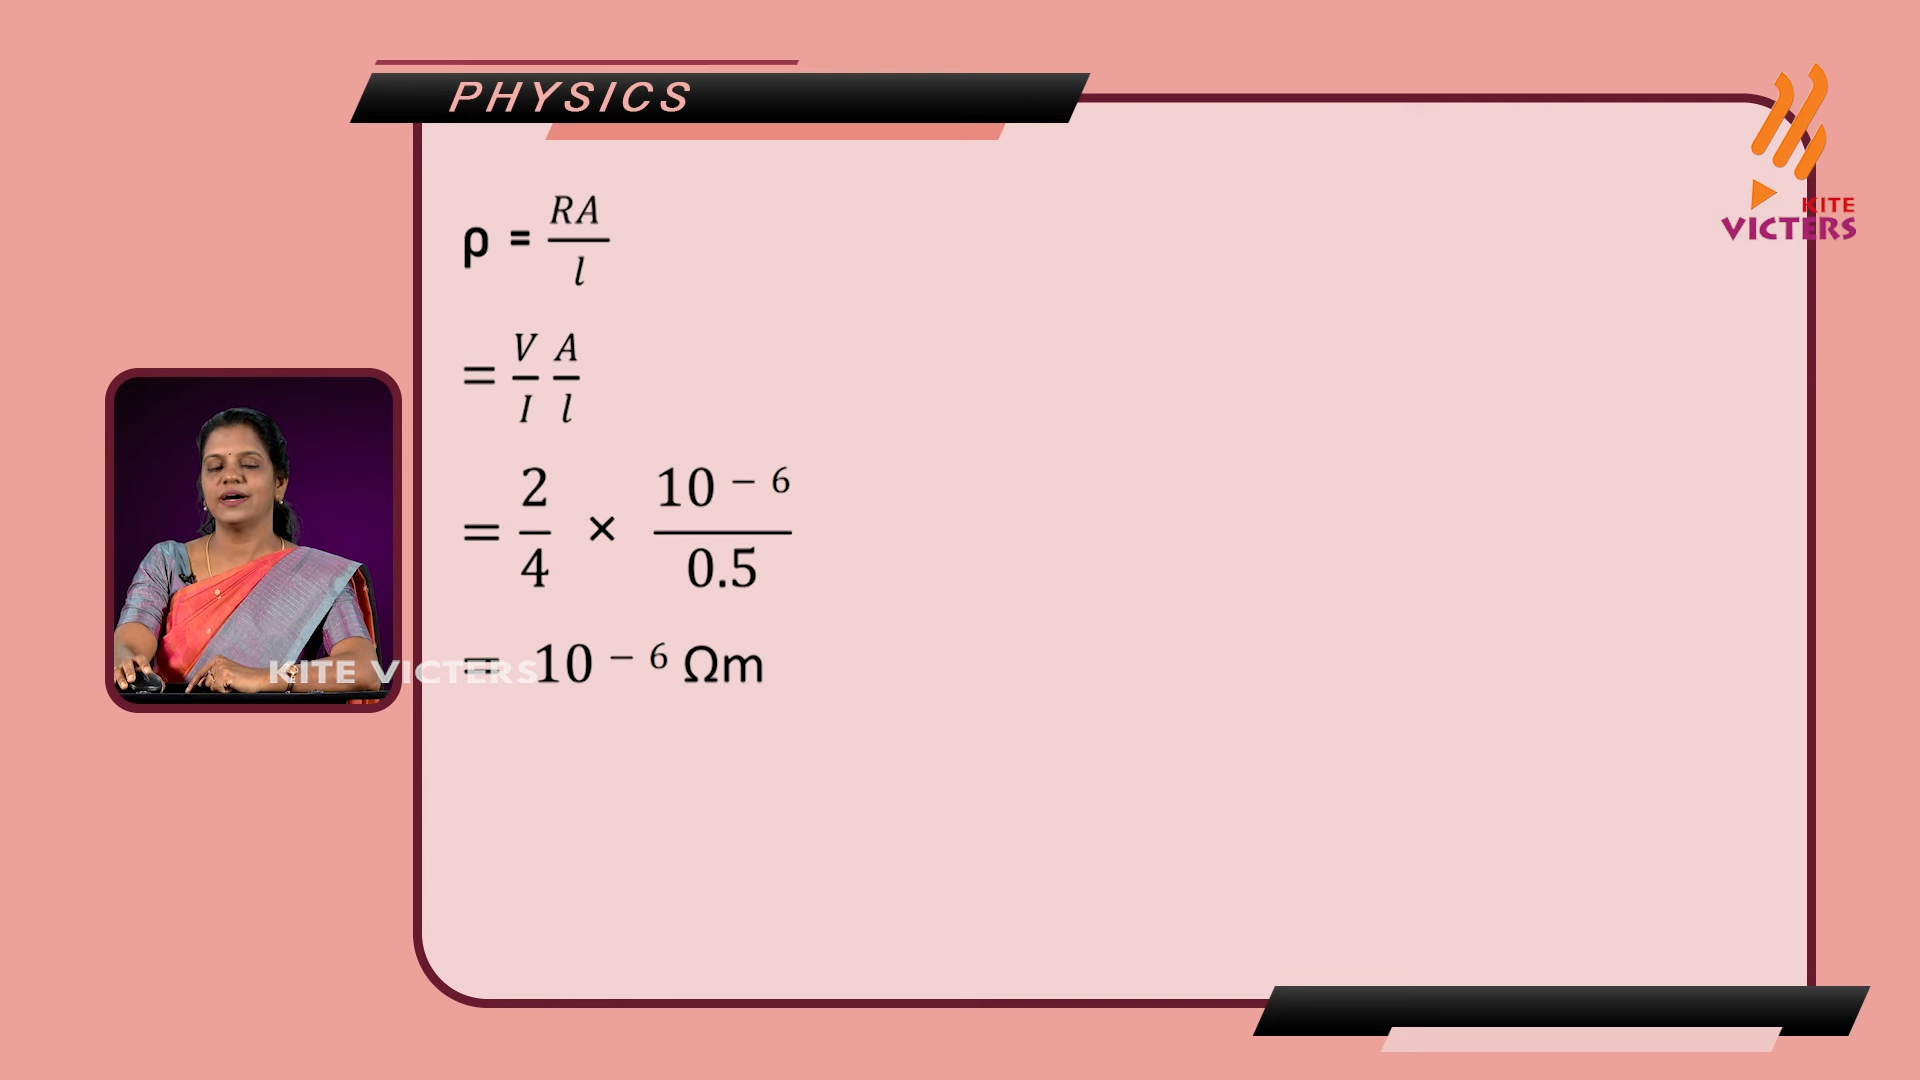 PHYSICS
KITE
VICTERS
ρ = RA / l
= V/I A/l
= 2/4 × 10⁻⁶ / 0.5
= 10⁻⁶ Ωm
KITE VICTERS